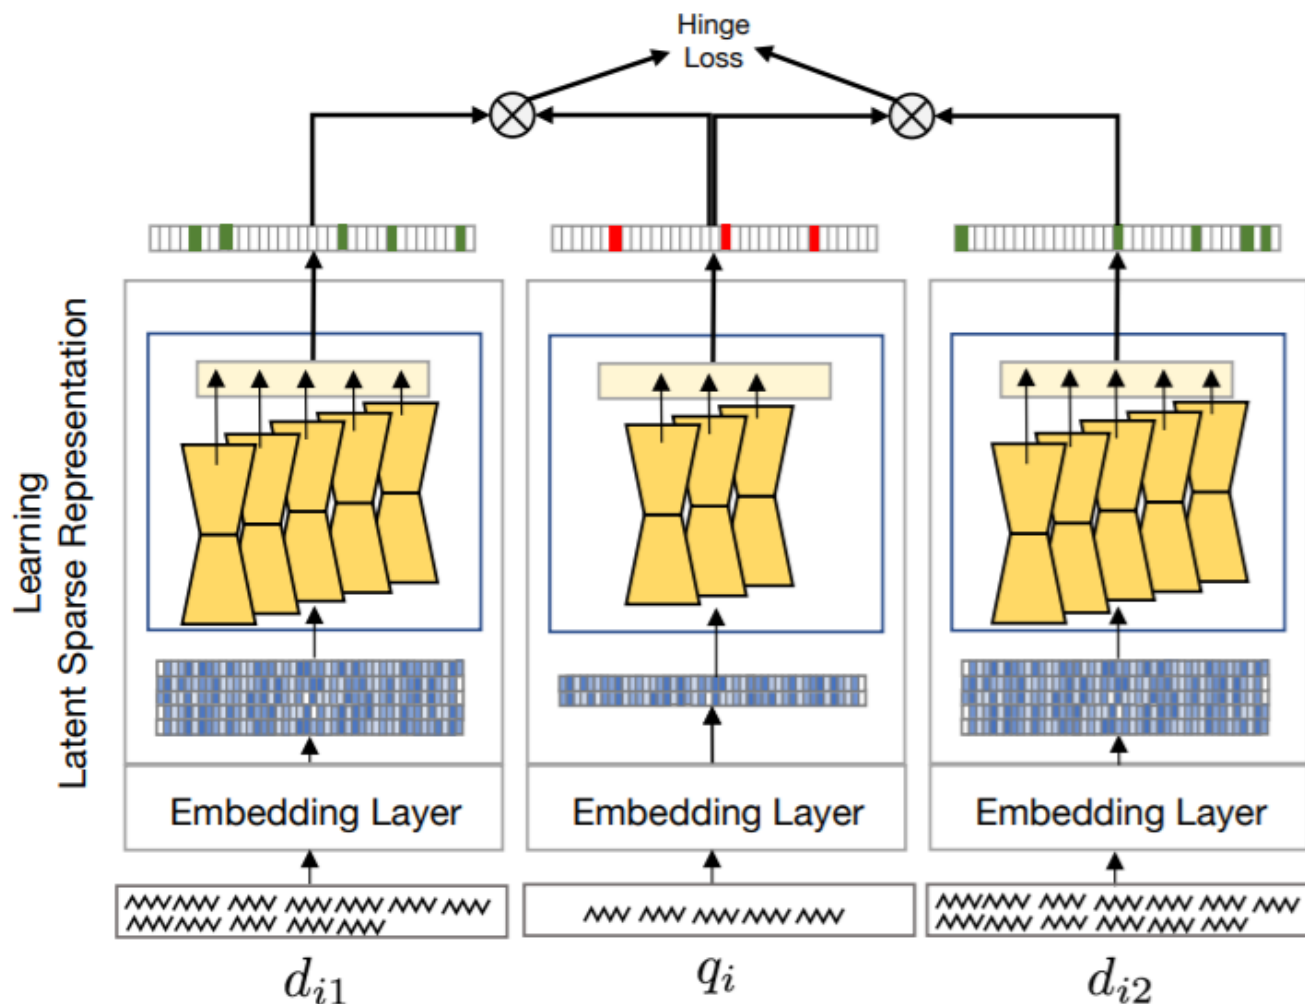 Hinge
Loss
Learning
Latent Sparse Representation
Embedding Layer
Embedding Layer
Embedding Layer
d_{i1}
q_i
d_{i2}